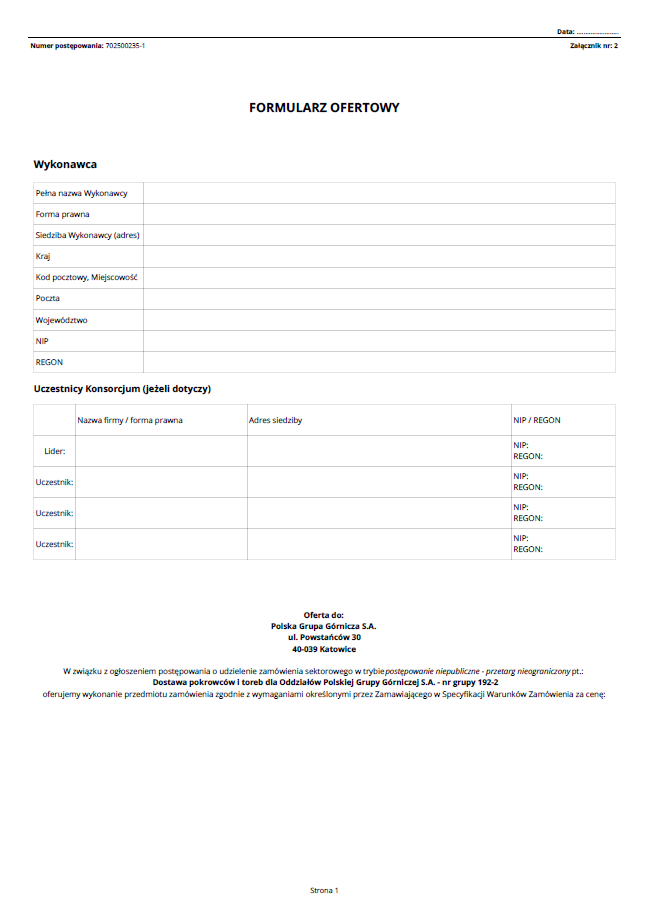 Data: ......................
Numer postępowania: 702500235-1 Załącznik nr: 2
FORMULARZ OFERTOWY
Wykonawca
Pełna nazwa Wykonawcy
Forma prawna
Siedziba Wykonawcy (adres)
Kraj
Kod pocztowy, Miejscowość
Poczta
Województwo
NIP
REGON
Uczestnicy Konsorcjum (jeżeli dotyczy)
Nazwa firmy / forma prawna Adres siedziby NIP / REGON
Lider: NIP:
REGON:
Uczestnik: NIP:
REGON:
Uczestnik: NIP:
REGON:
Uczestnik: NIP:
REGON:
Oferta do:
Polska Grupa Górnicza S.A.
ul. Powstańców 30
40-039 Katowice
W związku z ogłoszeniem postępowania o udzielenie zamówienia sektorowego w trybie postępowanie niepubliczne - przetarg nieograniczony pt.:
Dostawa pokrowców i toreb dla Oddziałów Polskiej Grupy Górniczej S.A. - nr grupy 192-2
oferujemy wykonanie przedmiotu zamówienia zgodnie z wymaganiami określonymi przez Zamawiającego w Specyfikacji Warunków Zamówienia za cenę:
Strona 1